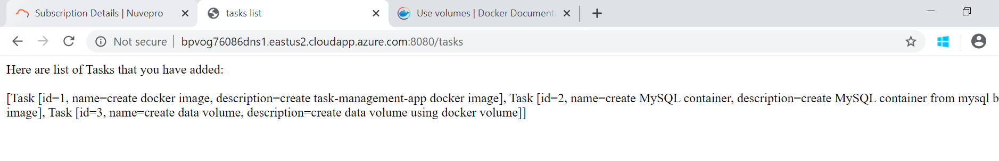 Subscription Details | Nuvepro
tasks list
Use volumes | Docker Document
Not secure | bpvog76086dns1.eastus2.cloudapp.azure.com:8080/tasks
Here are list of Tasks that you have added:
[Task [id=1, name=create docker image, description=create task-management-app docker image], Task [id=2, name=create MySQL container, description=create MySQL container from mysql b
image], Task [id=3, name=create data volume, description=create data volume using docker volume]]